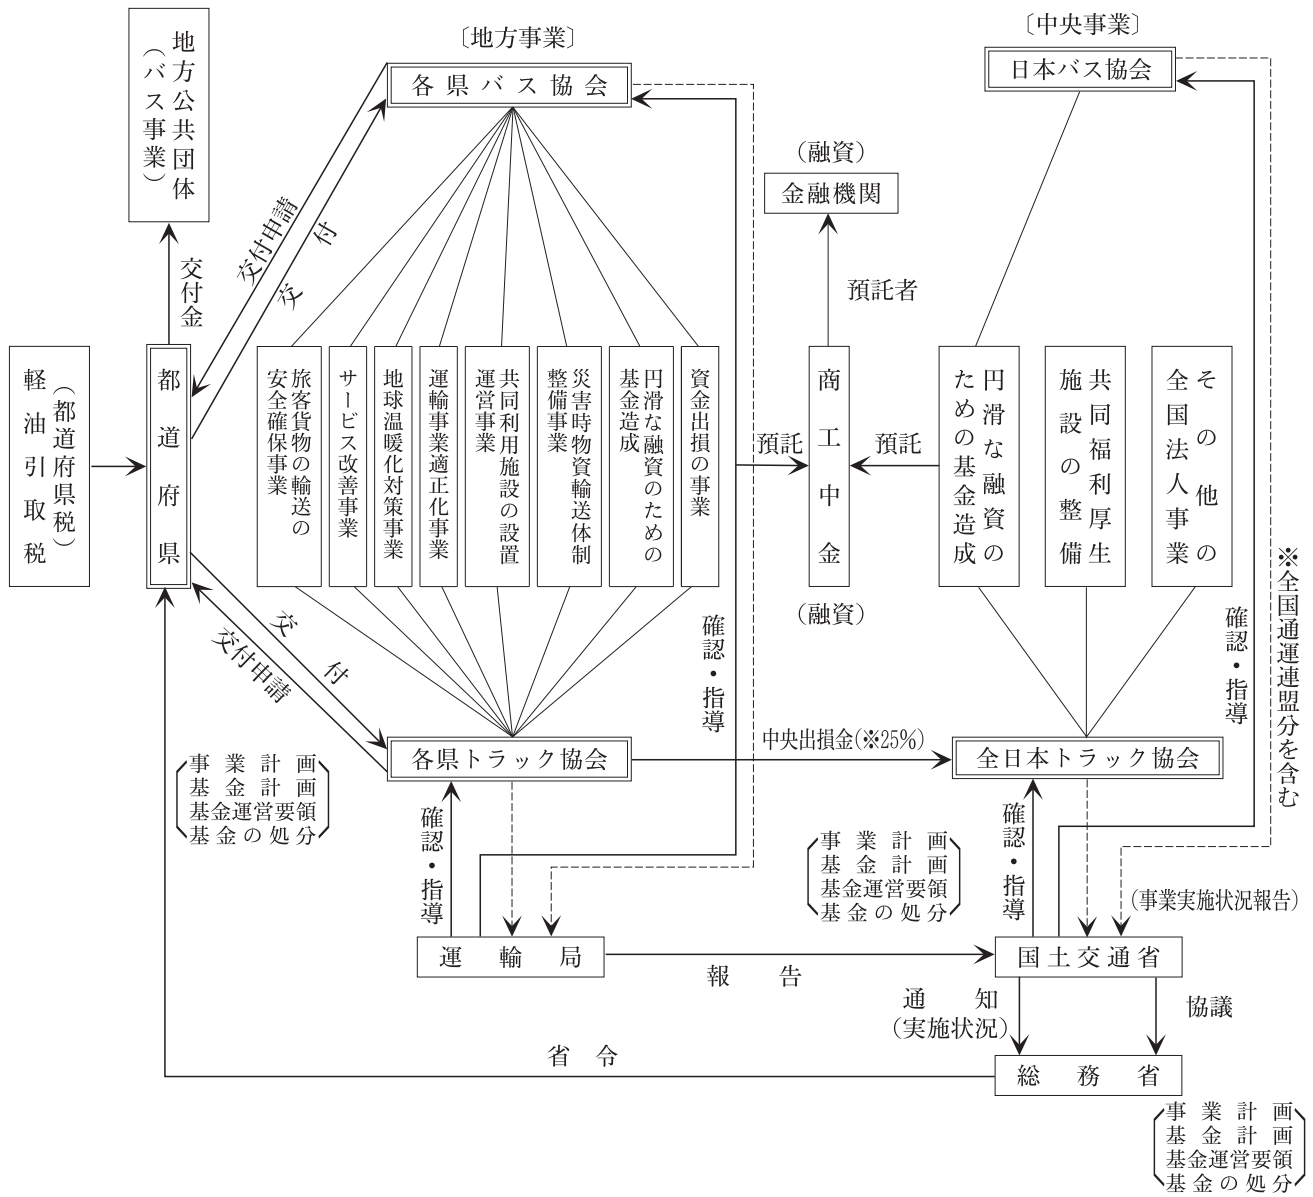 〔地方事業〕
〔中央事業〕
地方公共団体
（バス事業）
各県バス協会
日本バス協会
（融資）
金融機関
交付申請
交付
交付金
預託者
軽油引取税
（都道府県税）
都道府県
旅客貨物の輸送の
安全確保事業
サービス改善事業
地球温暖化対策事業
運輸事業適正化事業
共同利用施設の設置
運営事業
災害時物資輸送体制
整備事業
円滑な融資のための
基金造成
資金出損の事業
預託
商工中金
（融資）
預託
円滑な融資の
ための基金造成
共同福利厚生
施設の整備
その他の
全国法人事業
確認・指導
確認・指導
※全国通運連盟分を含む
交付
交付申請
事業計画
基金計画
基金運営要領
基金の処分
各県トラック協会
中央出損金(※25%)
全日本トラック協会
確認・指導
事業計画
基金計画
基金運営要領
基金の処分
確認・指導
（事業実施状況報告）
運輸局
報告
国土交通省
通知
（実施状況）
協議
省令
総務省
事業計画
基金計画
基金運営要領
基金の処分